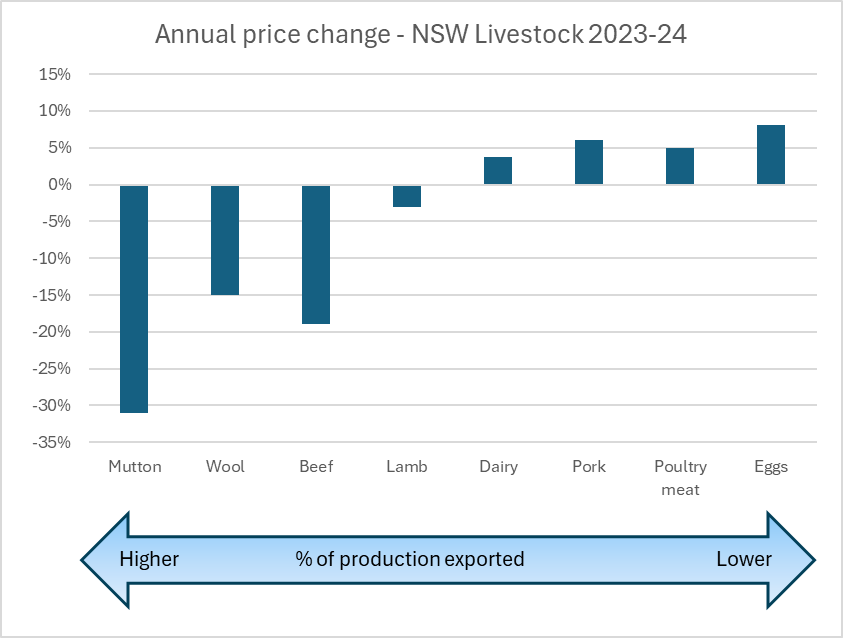 Annual price change - NSW Livestock 2023-24
15%
10%
5%
0%
-5%
-10%
-15%
-20%
-25%
-30%
-35%
Mutton Wool Beef Lamb Dairy Pork Poultry Eggs
meat
Higher % of production exported Lower